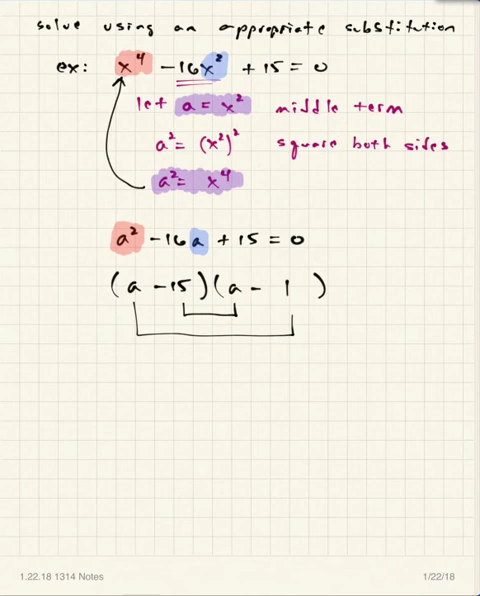 solve using an appropriate substitution
ex: x⁴ - 16x² + 15 = 0
let a = x² middle term
a² = (x²)² square both sides
a² = x⁴
a² - 16a + 15 = 0
(a - 15)(a - 1)
1.22.18 1314 Notes 1/22/18